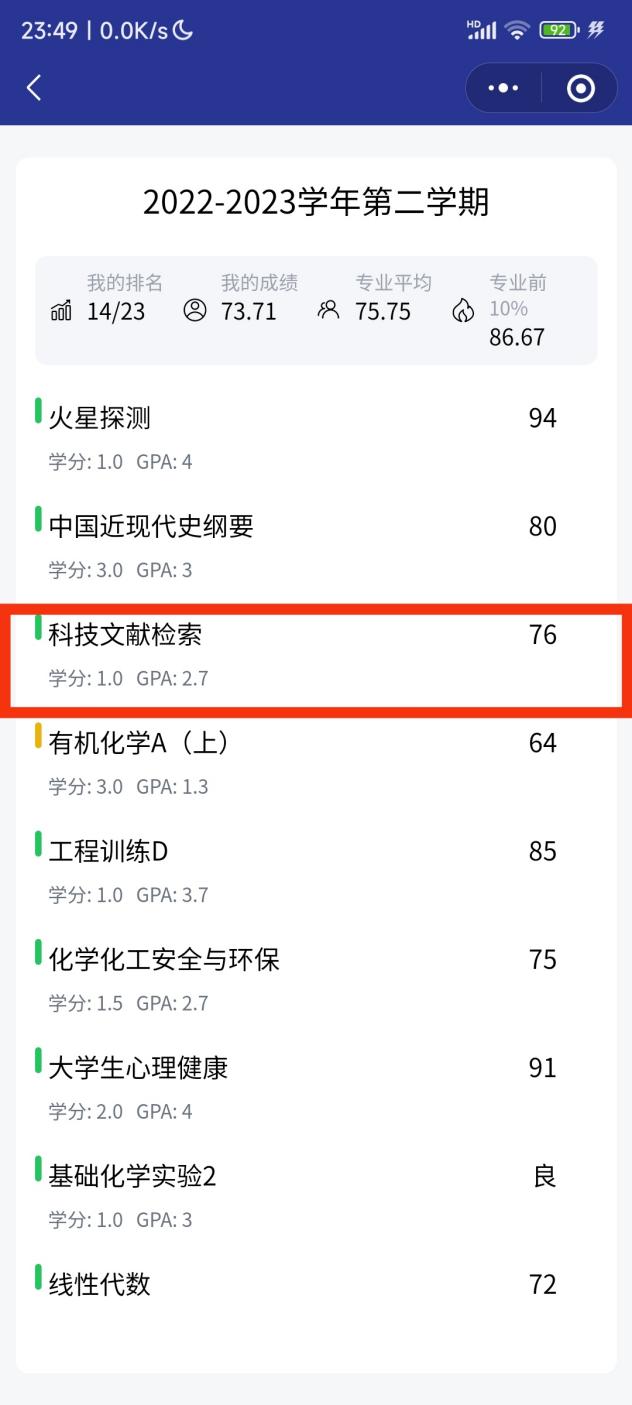 23:49 | 0.0K/s
HD 92
2022-2023学年第二学期
我的排名
14/23
我的成绩
73.71
专业平均
75.75
专业前
10%
86.67
火星探测 94
学分: 1.0 GPA: 4
中国近现代史纲要 80
学分: 3.0 GPA: 3
科技文献检索 76
学分: 1.0 GPA: 2.7
有机化学A（上） 64
学分: 3.0 GPA: 1.3
工程训练D 85
学分: 1.0 GPA: 3.7
化学化工安全与环保 75
学分: 1.5 GPA: 2.7
大学生心理健康 91
学分: 2.0 GPA: 4
基础化学实验2 良
学分: 1.0 GPA: 3
线性代数 72